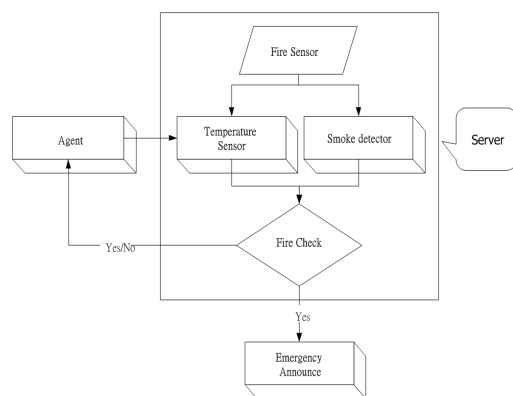 Fire Sensor
Agent
Temperature
Sensor
Smoke detector
Server
Fire Check
Yes/No
Yes
Emergency
Announce